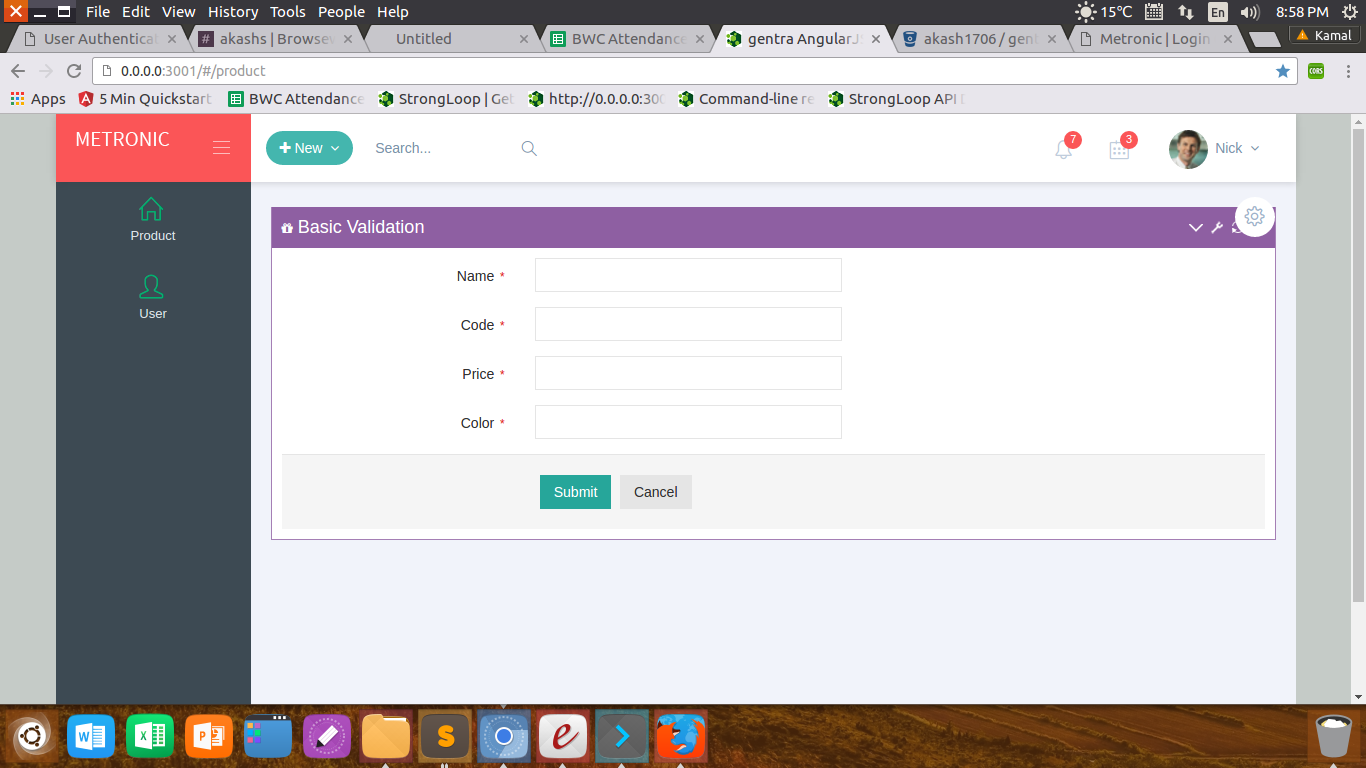 File Edit View History Tools People Help
15°C En 8:58 PM
User Authenticat
akashs | Browse
Untitled
BWC Attendance
gentra AngularJS
akash1706 / gent
Metronic | Login
Kamal
0.0.0.0:3001/#/product
CORS
Apps
5 Min Quickstart
BWC Attendance
StrongLoop | Get
http://0.0.0.0:300
Command-line re
StrongLoop API D
METRONIC
New
Search...
7
3
Nick
Product
User
Basic Validation
Name *
Code *
Price *
Color *
Submit Cancel
W
X
P
S
e